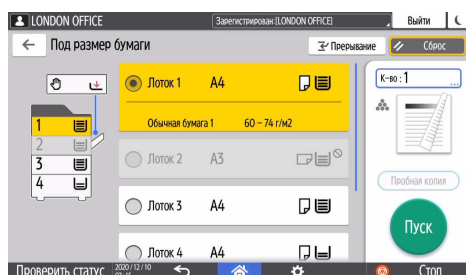 LONDON OFFICE
Зарегистрирован:[LONDON OFFICE]
Выйти
Под размер бумаги
Прерывание
Сброс
Лоток 1 A4
Обычная бумага 1 60 – 74 г/м2
Лоток 2 A3
Лоток 3 A4
Лоток 4 A4
1
2
3
4
К-во : 1
...
Пробная копия
Пуск
Проверить статус
2020/12/10
Стоп